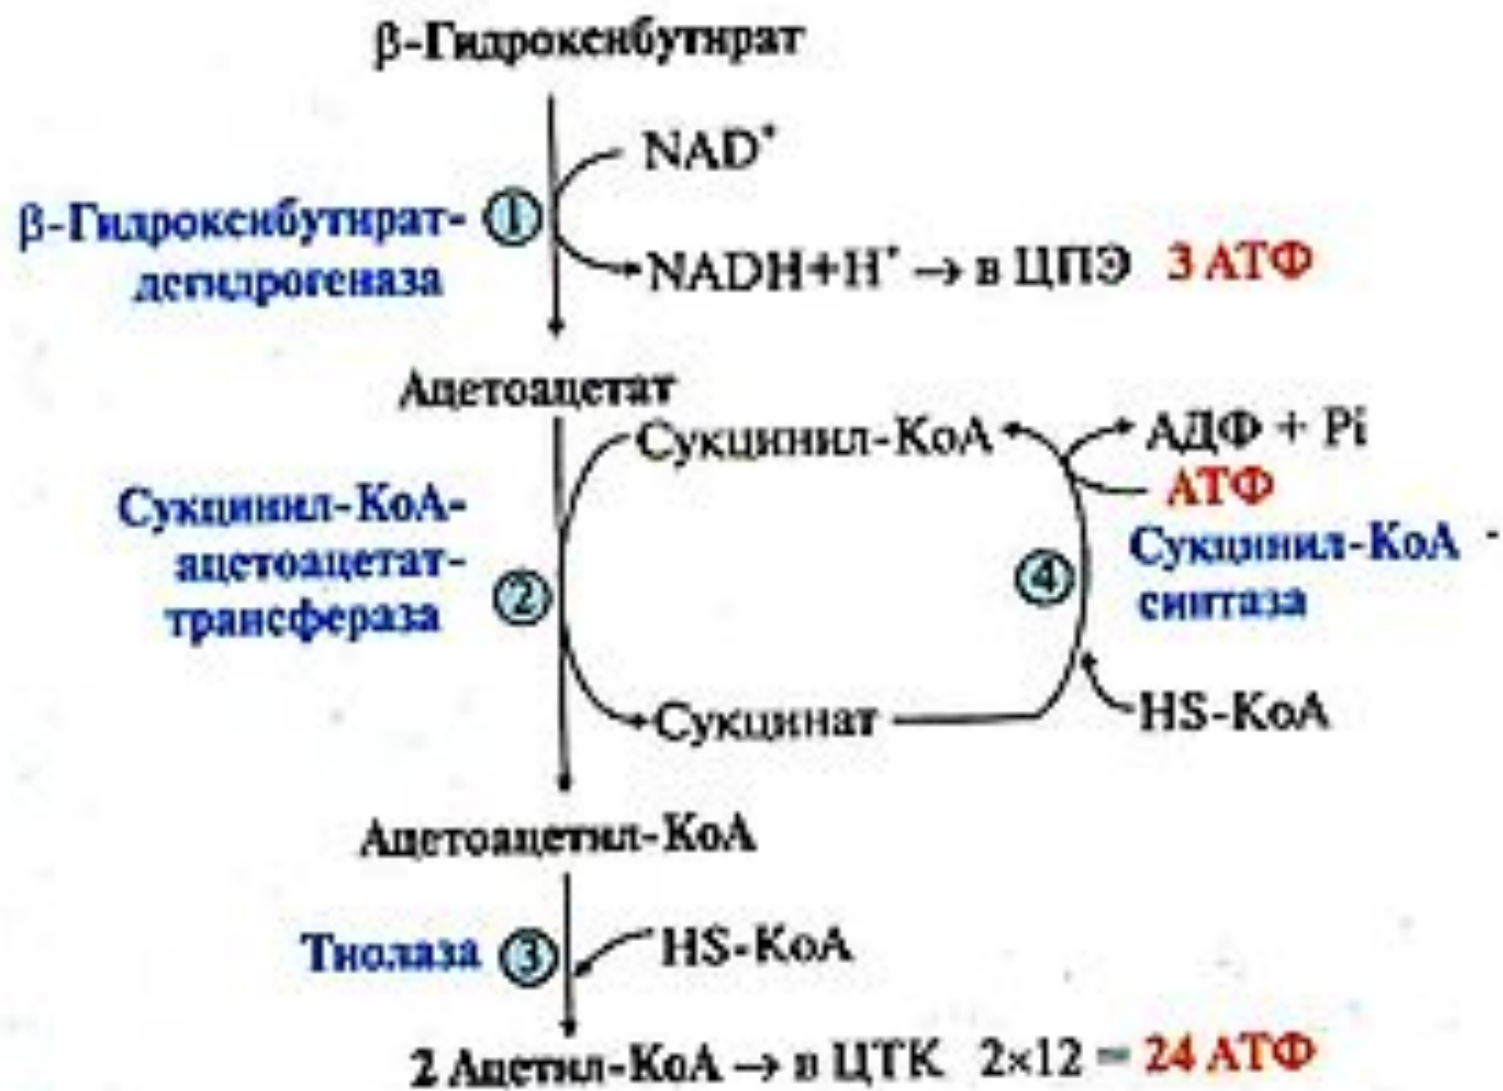 β-Гидроксибутират
NAD⁺
β-Гидроксибутират- ①
дегидрогеназа
NADH+H⁺ → в ЦПЭ 3 АТФ
Ацетоацетат
Сукцинил-КоА
АДФ + Pi
АТФ
Сукцинил-КоА-
ацетоацетат-
трансфераза
②
④
Сукцинил-КоА -
синтаза
Сукцинат
HS-КоА
Ацетоацетил-КоА
Тиолаза ③
HS-КоА
2 Ацетил-КоА → в ЦТК 2×12 = 24 АТФ